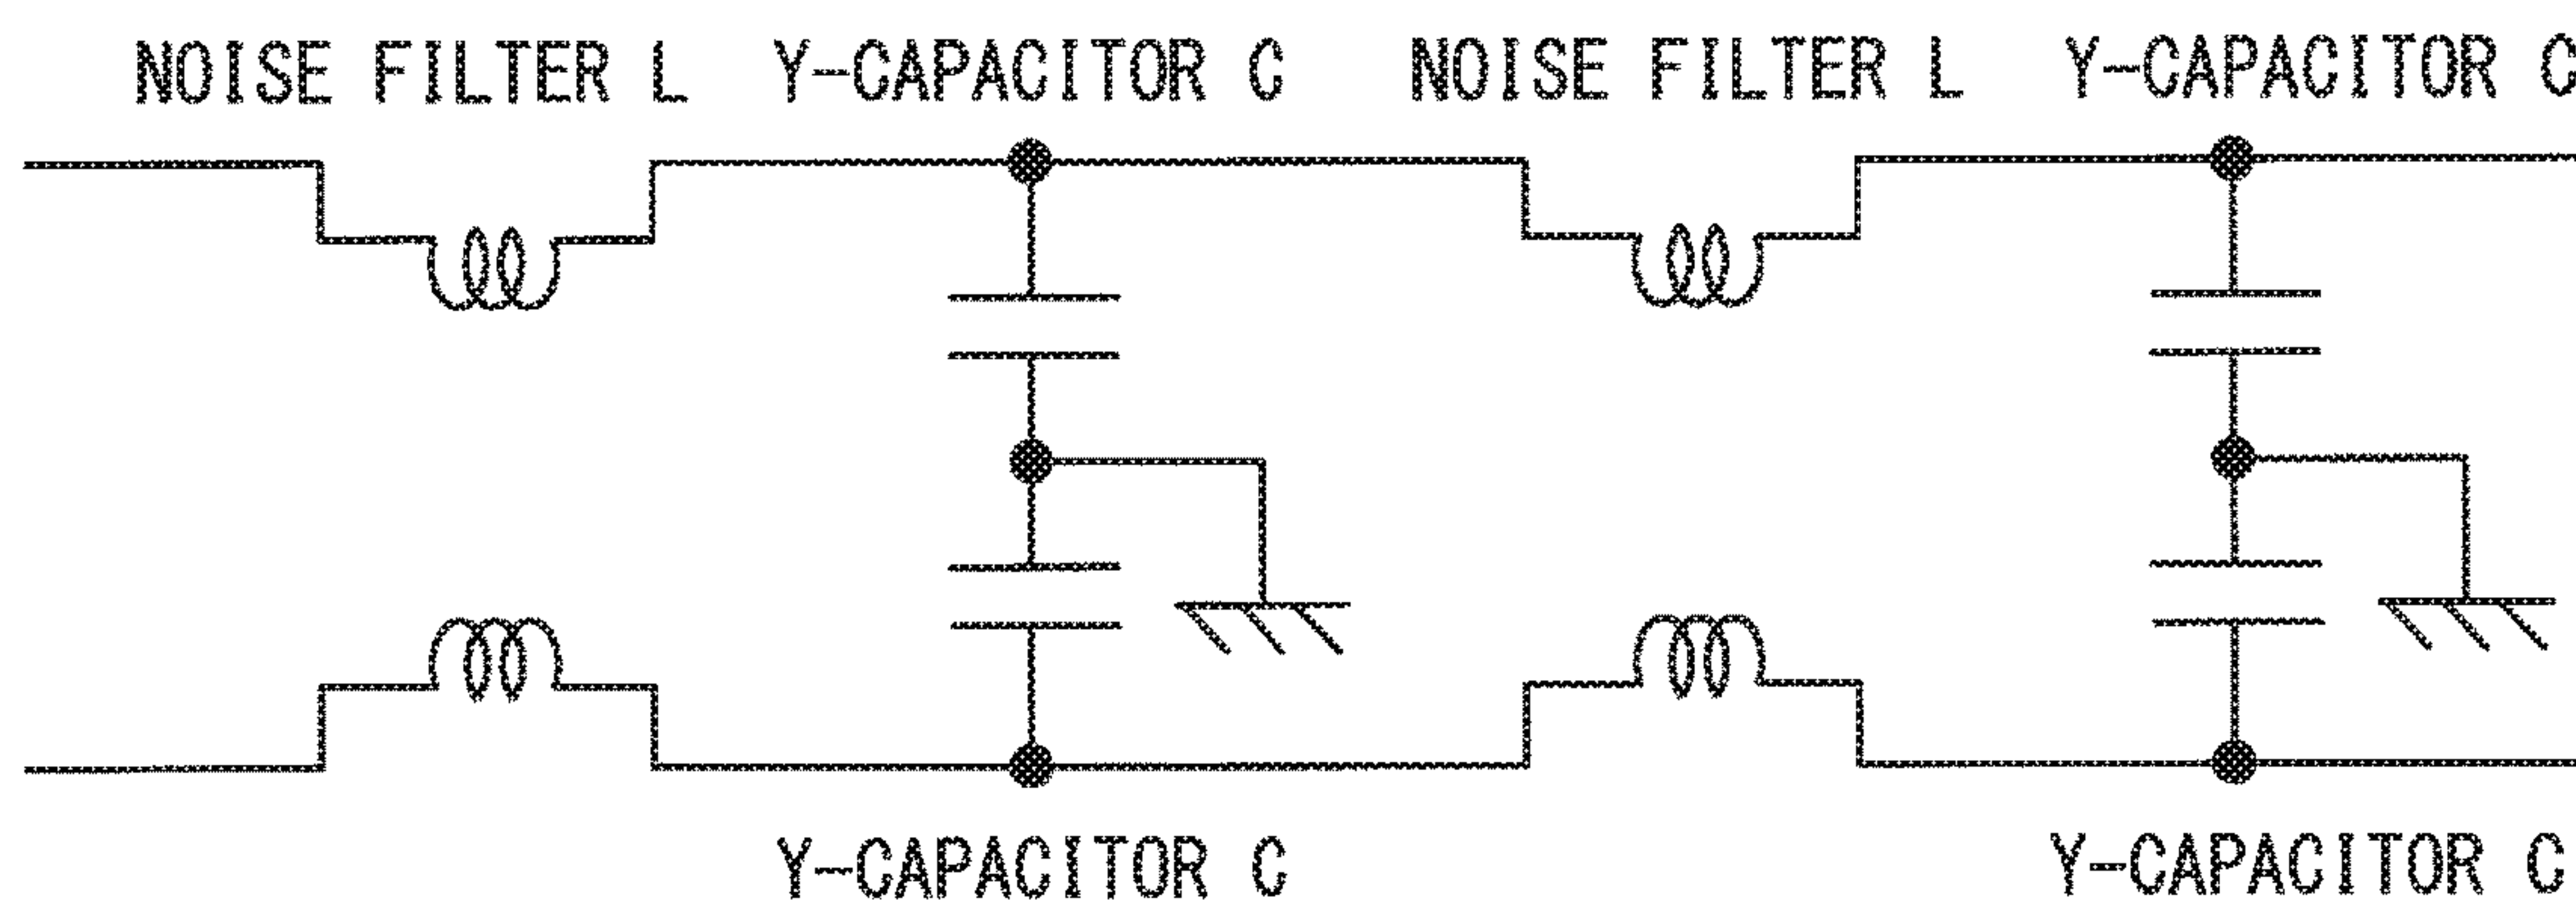 NOISE FILTER L Y-CAPACITOR C NOISE FILTER L Y-CAPACITOR C
Y-CAPACITOR C Y-CAPACITOR C